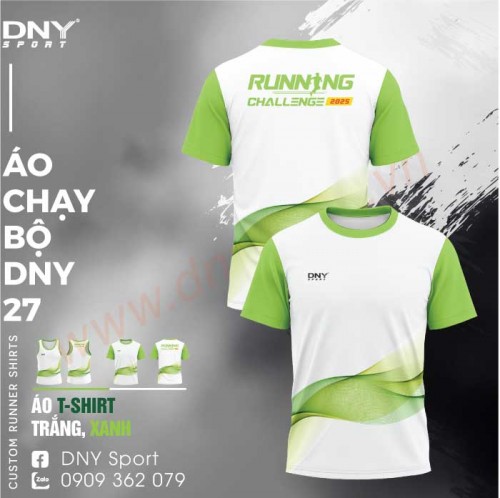 DNY
SPORT
ÁO
CHẠY
BỘ
DNY
27
CUSTOM RUNNER SHIRTS
RUNNING
CHALLENGE 2025
DNY
SPORT
ÁO T-SHIRT
TRẮNG, XANH
DNY Sport
Zalo
0909 362 079